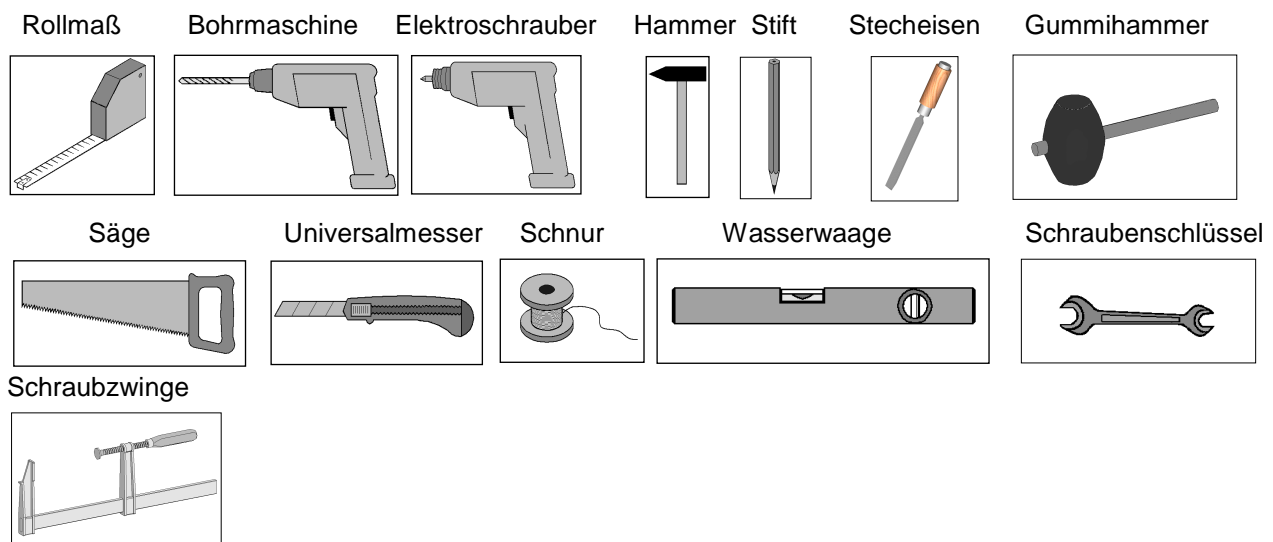 Rollmaß Bohrmaschine Elektroschrauber Hammer Stift Stecheisen Gummihammer
Säge Universalmesser Schnur Wasserwaage Schraubenschlüssel
Schraubzwinge